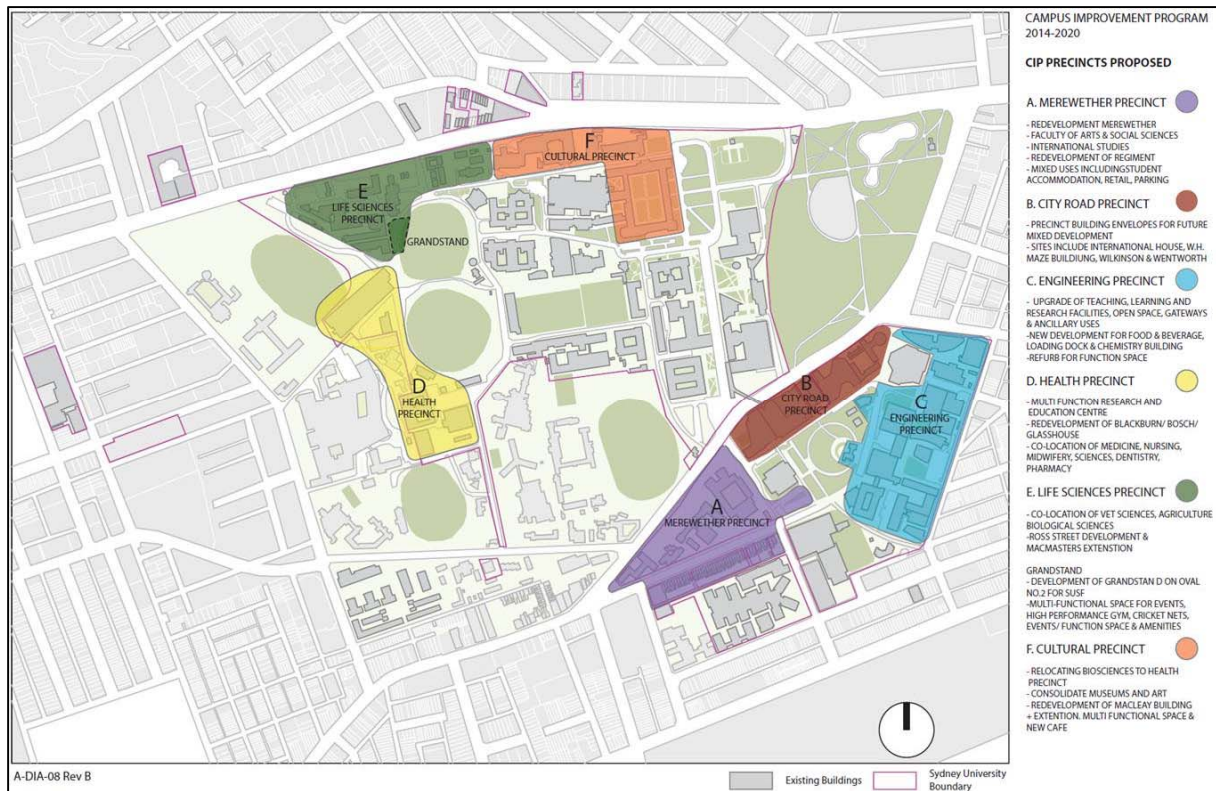 CAMPUS IMPROVEMENT PROGRAM
2014-2020
CIP PRECINCTS PROPOSED
A. MEREWETHER PRECINCT
- REDEVELOPMENT MEREWETHER
- FACULTY OF ARTS & SOCIAL SCIENCES
- INTERNATIONAL STUDIES
- REDEVELOPMENT OF REGIMENT
- MIXED USES INCLUDINGSTUDENT
ACCOMMODATION, RETAIL, PARKING
B. CITY ROAD PRECINCT
- PRECINCT BUILDING ENVELOPES FOR FUTURE
MIXED DEVELOPMENT
- SITES INCLUDE INTERNATIONAL HOUSE, W.H.
MAZE BUILDIUNG, WILKINSON & WENTWORTH
C. ENGINEERING PRECINCT
- UPGRADE OF TEACHING, LEARNING AND
RESEARCH FACILITIES, OPEN SPACE, GATEWAYS
& ANCILLARY USES
-NEW DEVELOPMENT FOR FOOD & BEVERAGE,
LOADING DOCK & CHEMISTRY BUILDING
-REFURB FOR FUNCTION SPACE
D. HEALTH PRECINCT
- MULTI FUNCTION RESEARCH AND
EDUCATION CENTRE
- REDEVELOPMENT OF BLACKBURN/ BOSCH/
GLASSHOUSE
- CO-LOCATION OF MEDICINE, NURSING,
MIDWIFERY, SCIENCES, DENTISTRY,
PHARMACY
E. LIFE SCIENCES PRECINCT
- CO-LOCATION OF VET SCIENCES, AGRICULTURE
BIOLOGICAL SCIENCES
-ROSS STREET DEVELOPMENT &
MACMASTERS EXTENSTION
GRANDSTAND
- DEVELOPMENT OF GRANDSTAN D ON OVAL
NO.2 FOR SUSF
-MULTI-FUNCTIONAL SPACE FOR EVENTS,
HIGH PERFORMANCE GYM, CRICKET NETS,
EVENTS/ FUNCTION SPACE & AMENITIES
F. CULTURAL PRECINCT
- RELOCATING BIOSCIENCES TO HEALTH
PRECINCT
- CONSOLIDATE MUSEUMS AND ART
- REDEVELOPMENT OF MACLEAY BUILDING
+ EXTENTION. MULTI FUNCTIONAL SPACE &
NEW CAFE
F
CULTURAL PRECINCT
E
LIFE SCIENCES
PRECINCT
GRANDSTAND
D
HEALTH
PRECINCT
B
CITY ROAD
PRECINCT
C
ENGINEERING
PRECINCT
A
MEREWETHER PRECINCT
A-DIA-08 Rev B
Existing Buildings
Sydney University
Boundary